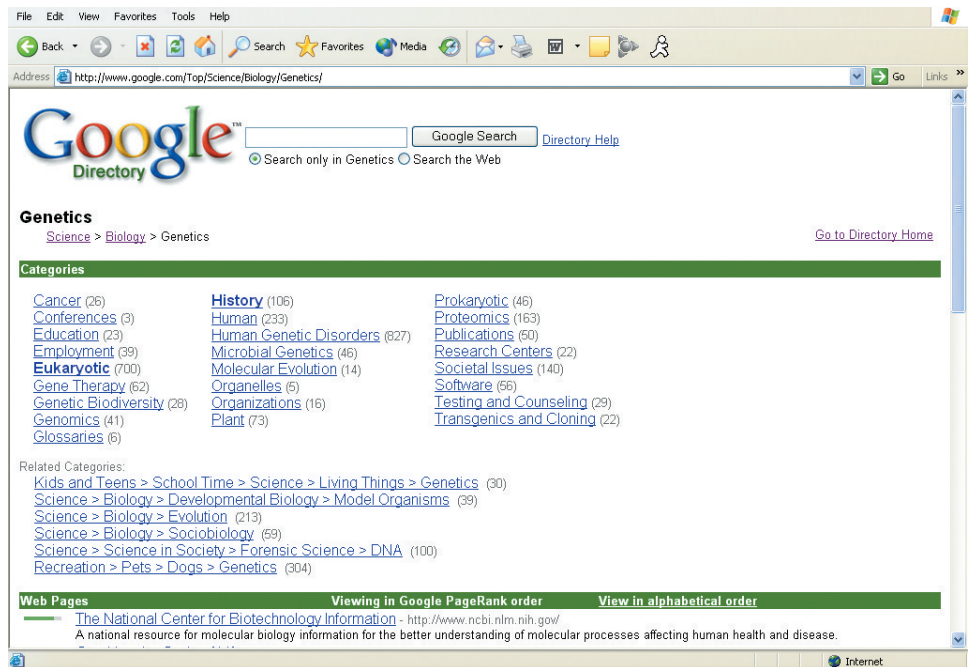 File Edit View Favorites Tools Help
Back Search Favorites Media
Address http://www.google.com/Top/Science/Biology/Genetics/ Go Links »
Google™
Directory
Google Search Directory Help
Search only in Genetics Search the Web
Genetics
Science > Biology > Genetics Go to Directory Home
Categories
Cancer (26) History (106) Prokaryotic (46)
Conferences (3) Human (233) Proteomics (163)
Education (23) Human Genetic Disorders (827) Publications (50)
Employment (39) Microbial Genetics (46) Research Centers (22)
Eukaryotic (700) Molecular Evolution (14) Societal Issues (140)
Gene Therapy (62) Organelles (5) Software (56)
Genetic Biodiversity (28) Organizations (16) Testing and Counseling (29)
Genomics (41) Plant (73) Transgenics and Cloning (22)
Glossaries (6)
Related Categories:
Kids and Teens > School Time > Science > Living Things > Genetics (30)
Science > Biology > Developmental Biology > Model Organisms (39)
Science > Biology > Evolution (213)
Science > Biology > Sociobiology (59)
Science > Science in Society > Forensic Science > DNA (100)
Recreation > Pets > Dogs > Genetics (304)
Web Pages Viewing in Google PageRank order View in alphabetical order
The National Center for Biotechnology Information - http://www.ncbi.nlm.nih.gov/
A national resource for molecular biology information for the better understanding of molecular processes affecting human health and disease.
Internet